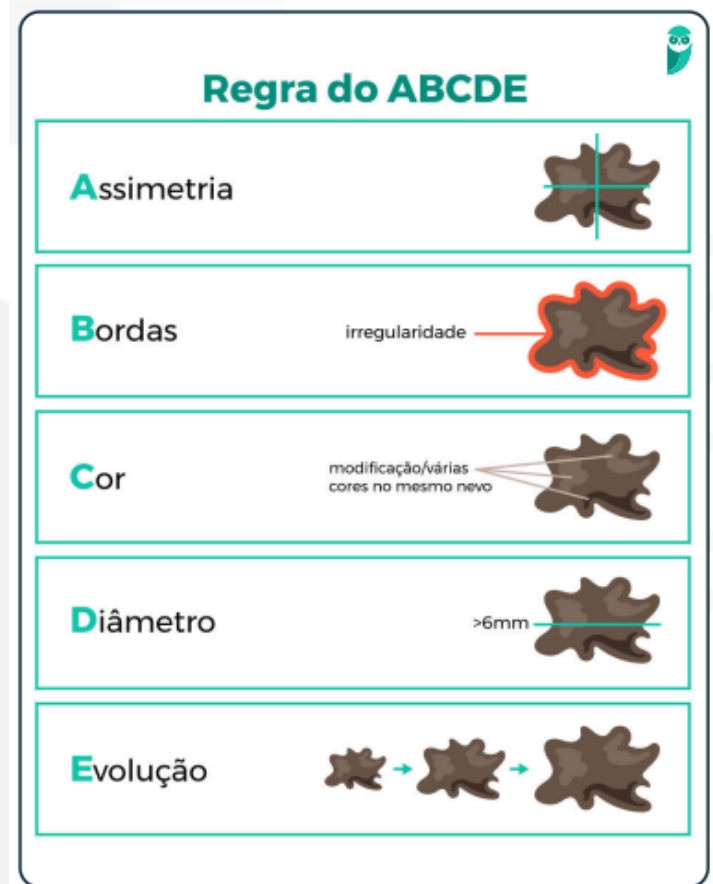 Regra do ABCDE
Assimetria
Bordas
irregularidade
Cor
modificação/várias
cores no mesmo nevo
Diâmetro
>6mm
Evolução